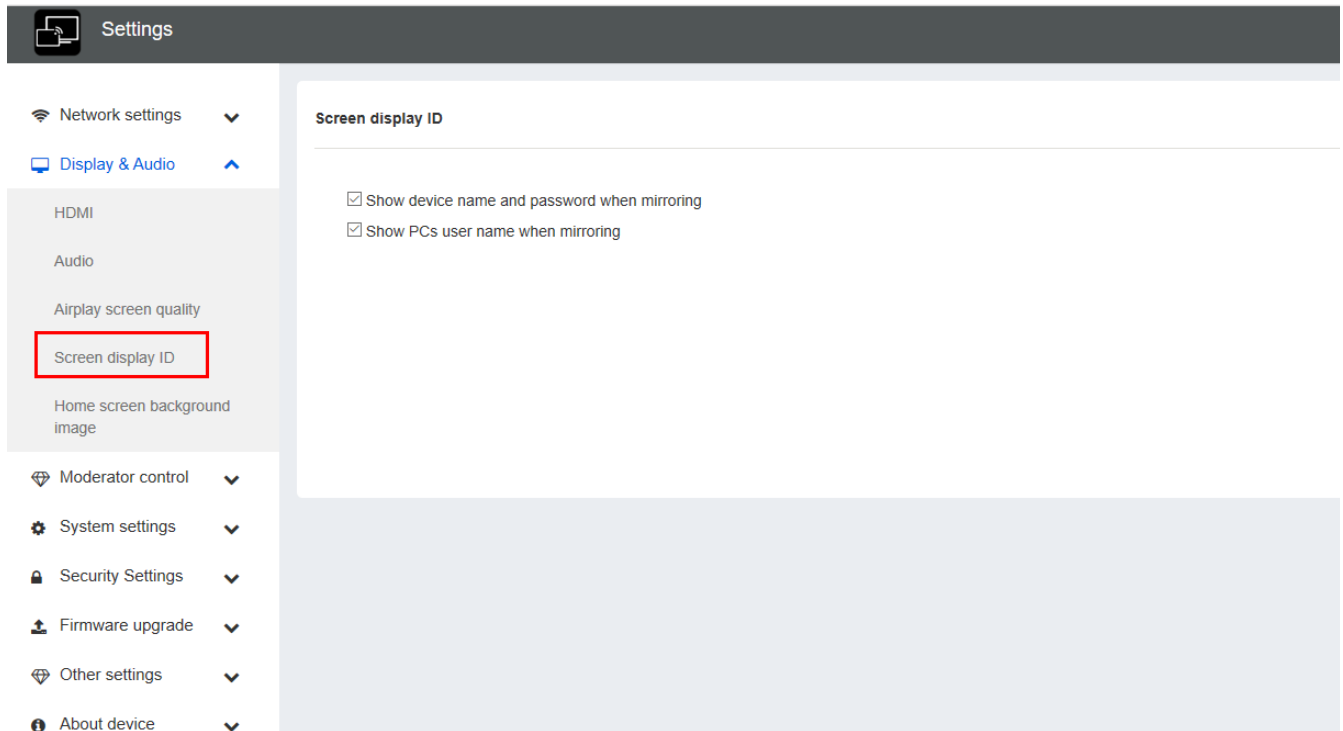 Settings
Network settings
Display & Audio
HDMI
Audio
Airplay screen quality
Screen display ID
Home screen background
image
Moderator control
System settings
Security Settings
Firmware upgrade
Other settings
About device
Screen display ID
Show device name and password when mirroring
Show PCs user name when mirroring